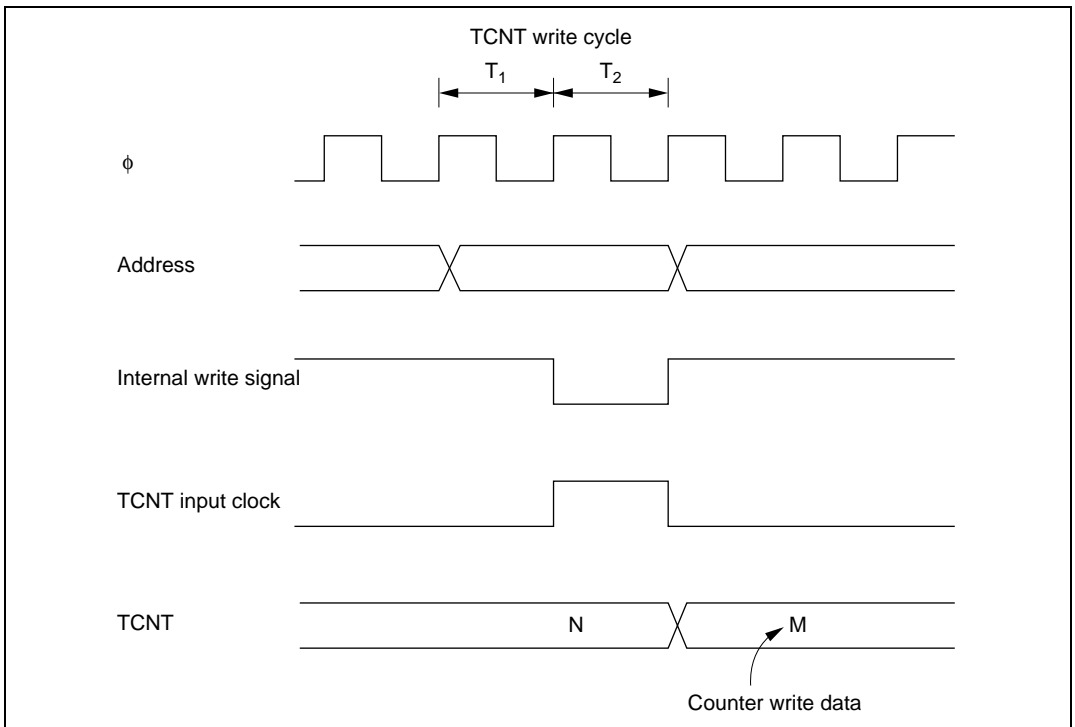 TCNT write cycle
T1 T2
ϕ
Address
Internal write signal
TCNT input clock
TCNT
N M
Counter write data